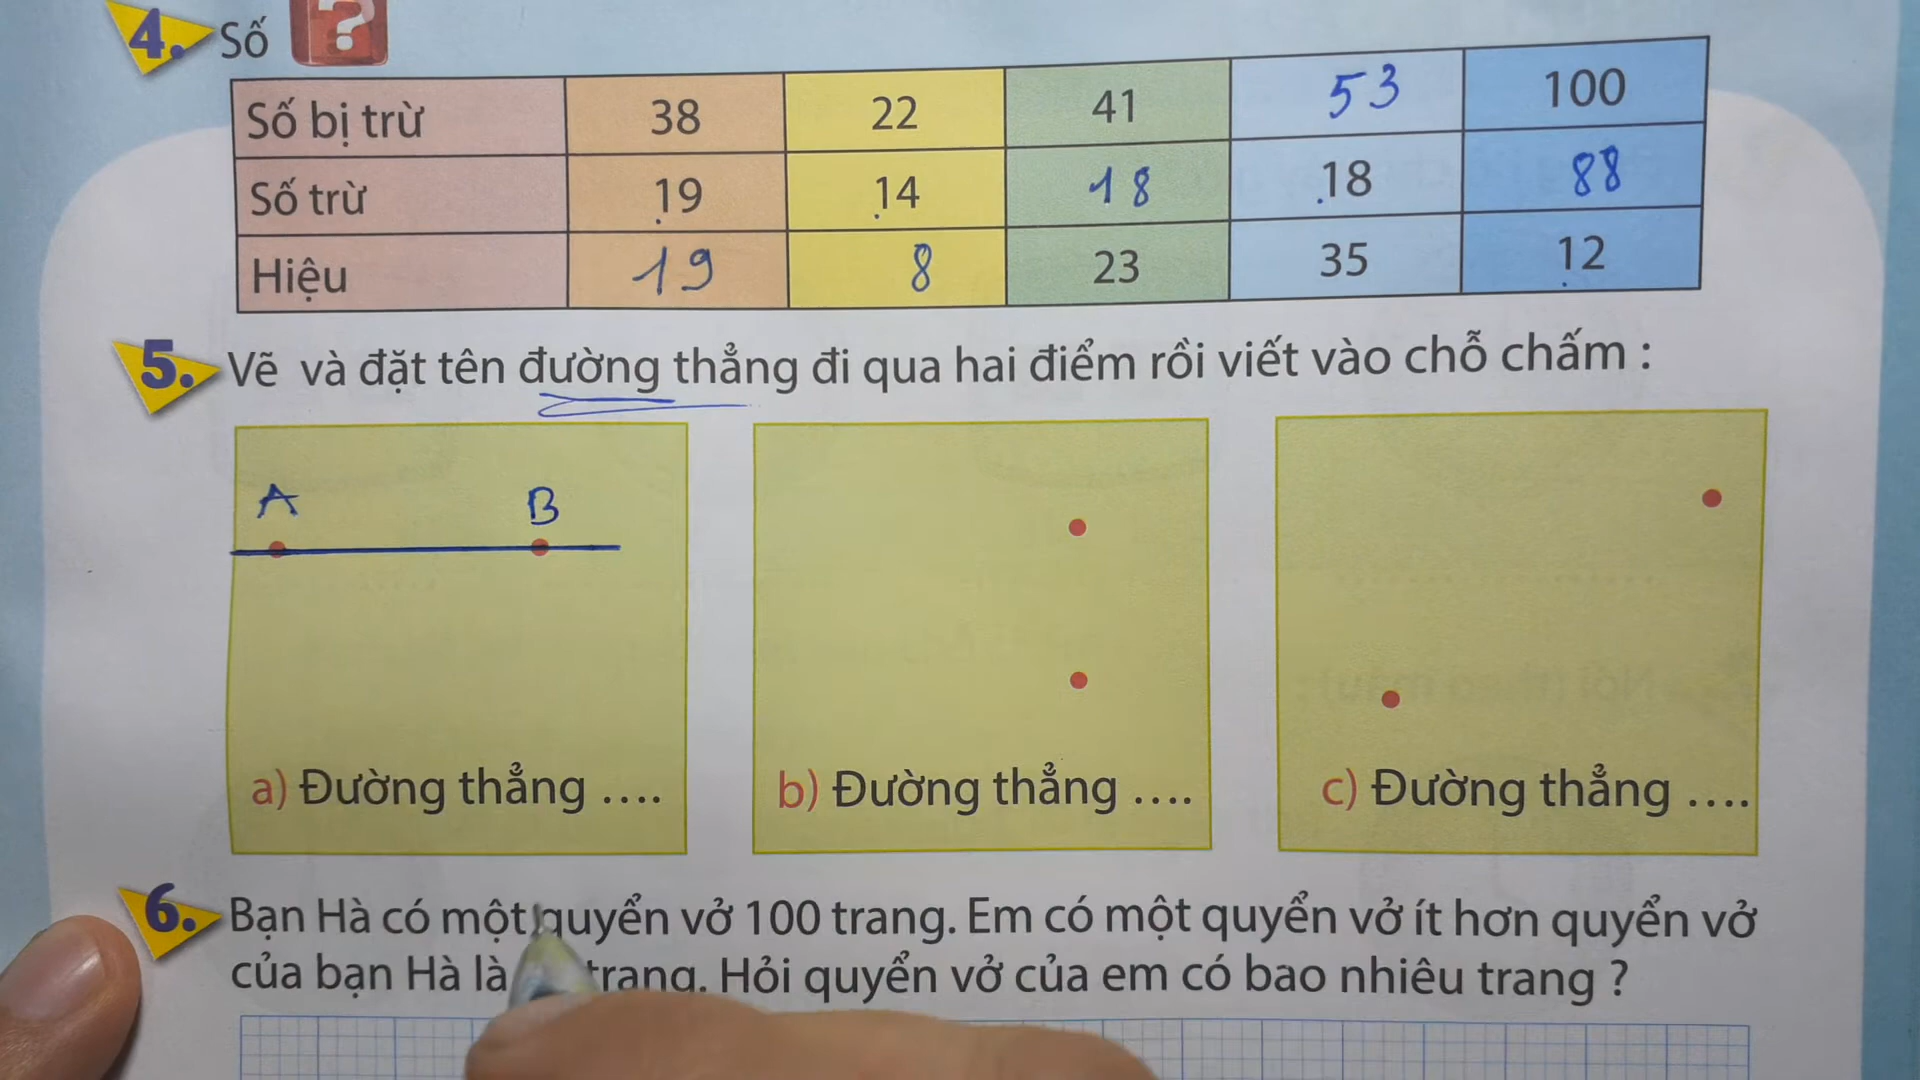 4. Số ?
Số bị trừ 38 22 41 53 100
Số trừ 19 14 18 18 88
Hiệu 19 8 23 35 12
5. Vẽ và đặt tên đường thẳng đi qua hai điểm rồi viết vào chỗ chấm :
A B
a) Đường thẳng .... b) Đường thẳng .... c) Đường thẳng ....
6. Bạn Hà có một quyển vở 100 trang. Em có một quyển vở ít hơn quyển vở
của bạn Hà là trang. Hỏi quyển vở của em có bao nhiêu trang ?